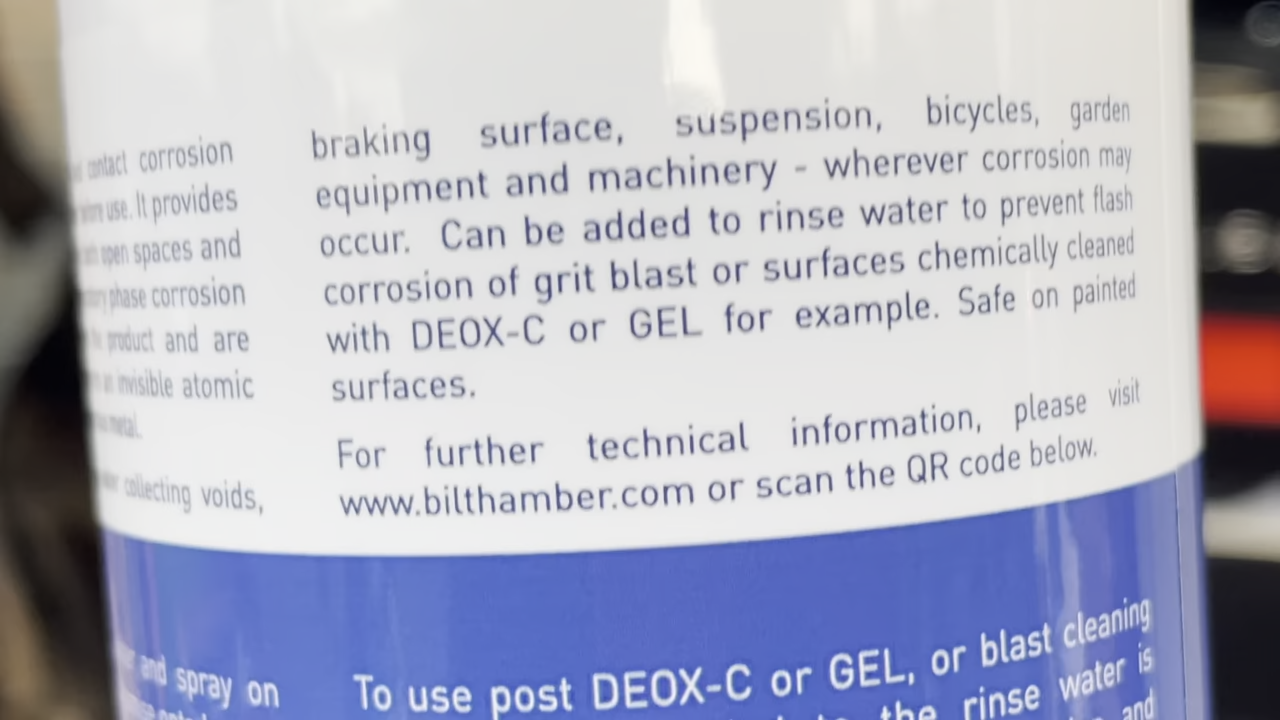 contact corrosion
use. It provides
open spaces and
phase corrosion
product and are
an invisible atomic
metal.
collecting voids,
braking surface, suspension, bicycles, garden
equipment and machinery - wherever corrosion may
occur. Can be added to rinse water to prevent flash
corrosion of grit blast or surfaces chemically cleaned
with DEOX-C or GEL for example. Safe on painted
surfaces.
For further technical information, please visit
www.bilthamber.com or scan the QR code below.
and spray on
To use post DEOX-C or GEL, or blast cleaning
the rinse water is
and